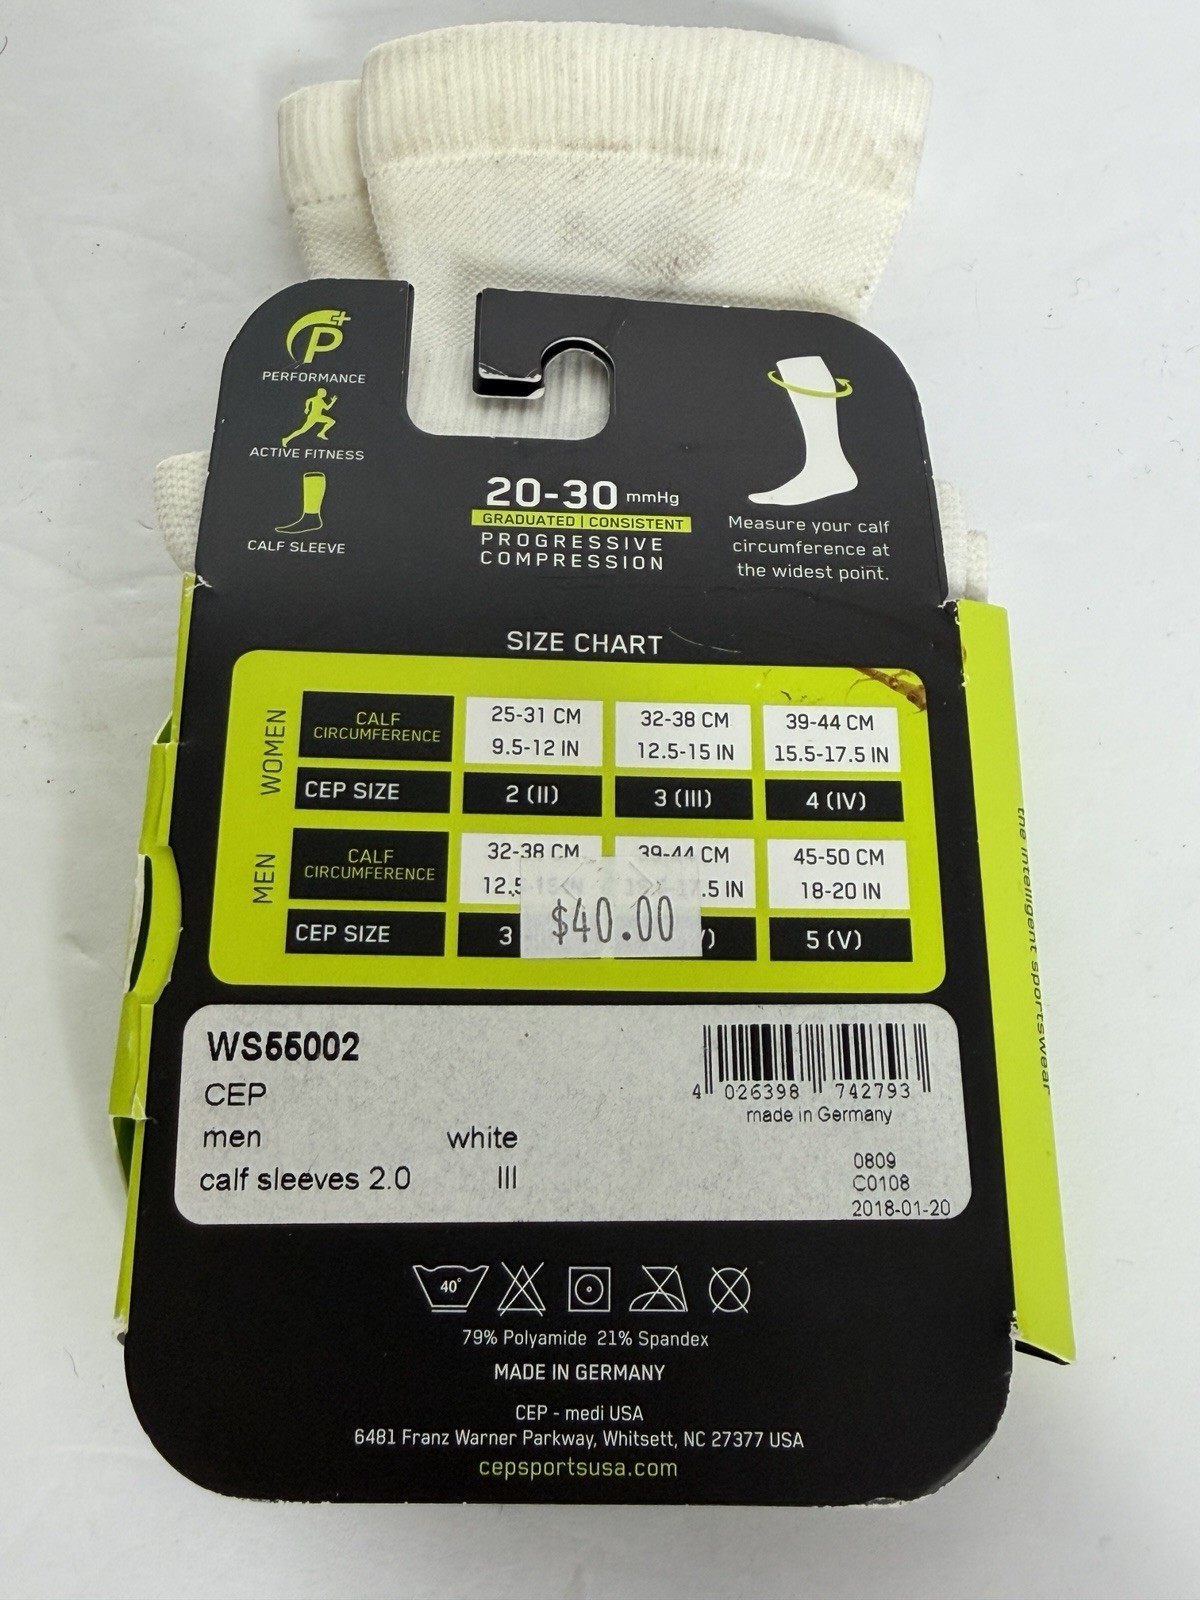 P+
PERFORMANCE
ACTIVE FITNESS
CALF SLEEVE
20-30 mmHg
GRADUATED | CONSISTENT
PROGRESSIVE
COMPRESSION
Measure your calf
circumference at
the widest point.
SIZE CHART
WOMEN
CALF CIRCUMFERENCE
25-31 CM 32-38 CM 39-44 CM
9.5-12 IN 12.5-15 IN 15.5-17.5 IN
CEP SIZE 2 (II) 3 (III) 4 (IV)
MEN
CALF CIRCUMFERENCE
32-38 CM 39-44 CM 45-50 CM
12.5 .5 IN 18-20 IN
CEP SIZE 3 ) 5 (V)
$40.00
the intelligent sportswear
WS55002
CEP
men white
calf sleeves 2.0 III
4 026398 742793
made in Germany
0809
C0108
2018-01-20
40°
79% Polyamide 21% Spandex
MADE IN GERMANY
CEP - medi USA
6481 Franz Warner Parkway, Whitsett, NC 27377 USA
cepsportsusa.com